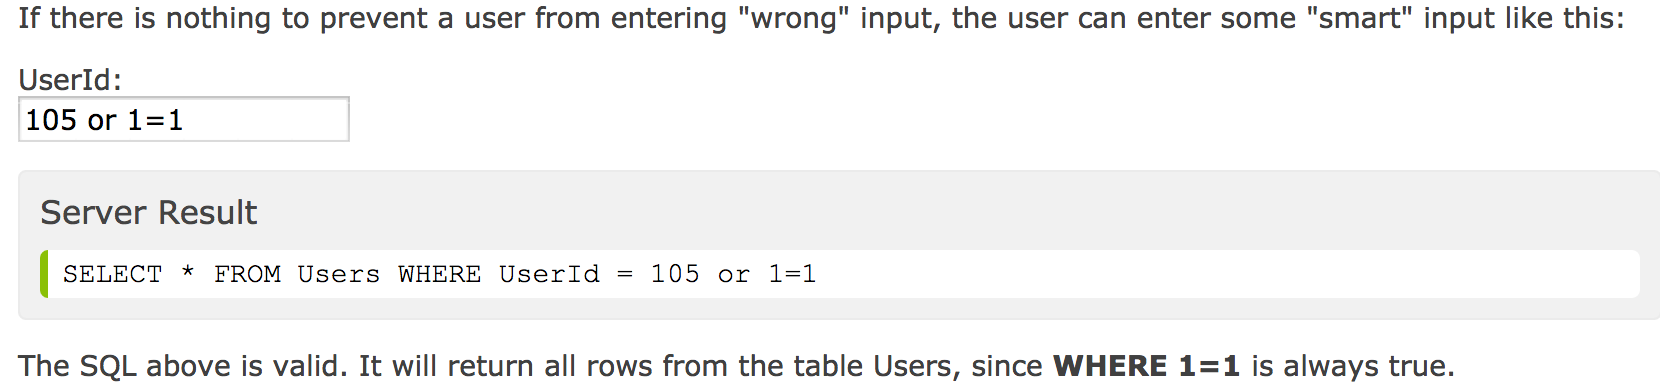 If there is nothing to prevent a user from entering "wrong" input, the user can enter some "smart" input like this:
UserId:
105 or 1=1
Server Result
SELECT * FROM Users WHERE UserId = 105 or 1=1
The SQL above is valid. It will return all rows from the table Users, since WHERE 1=1 is always true.